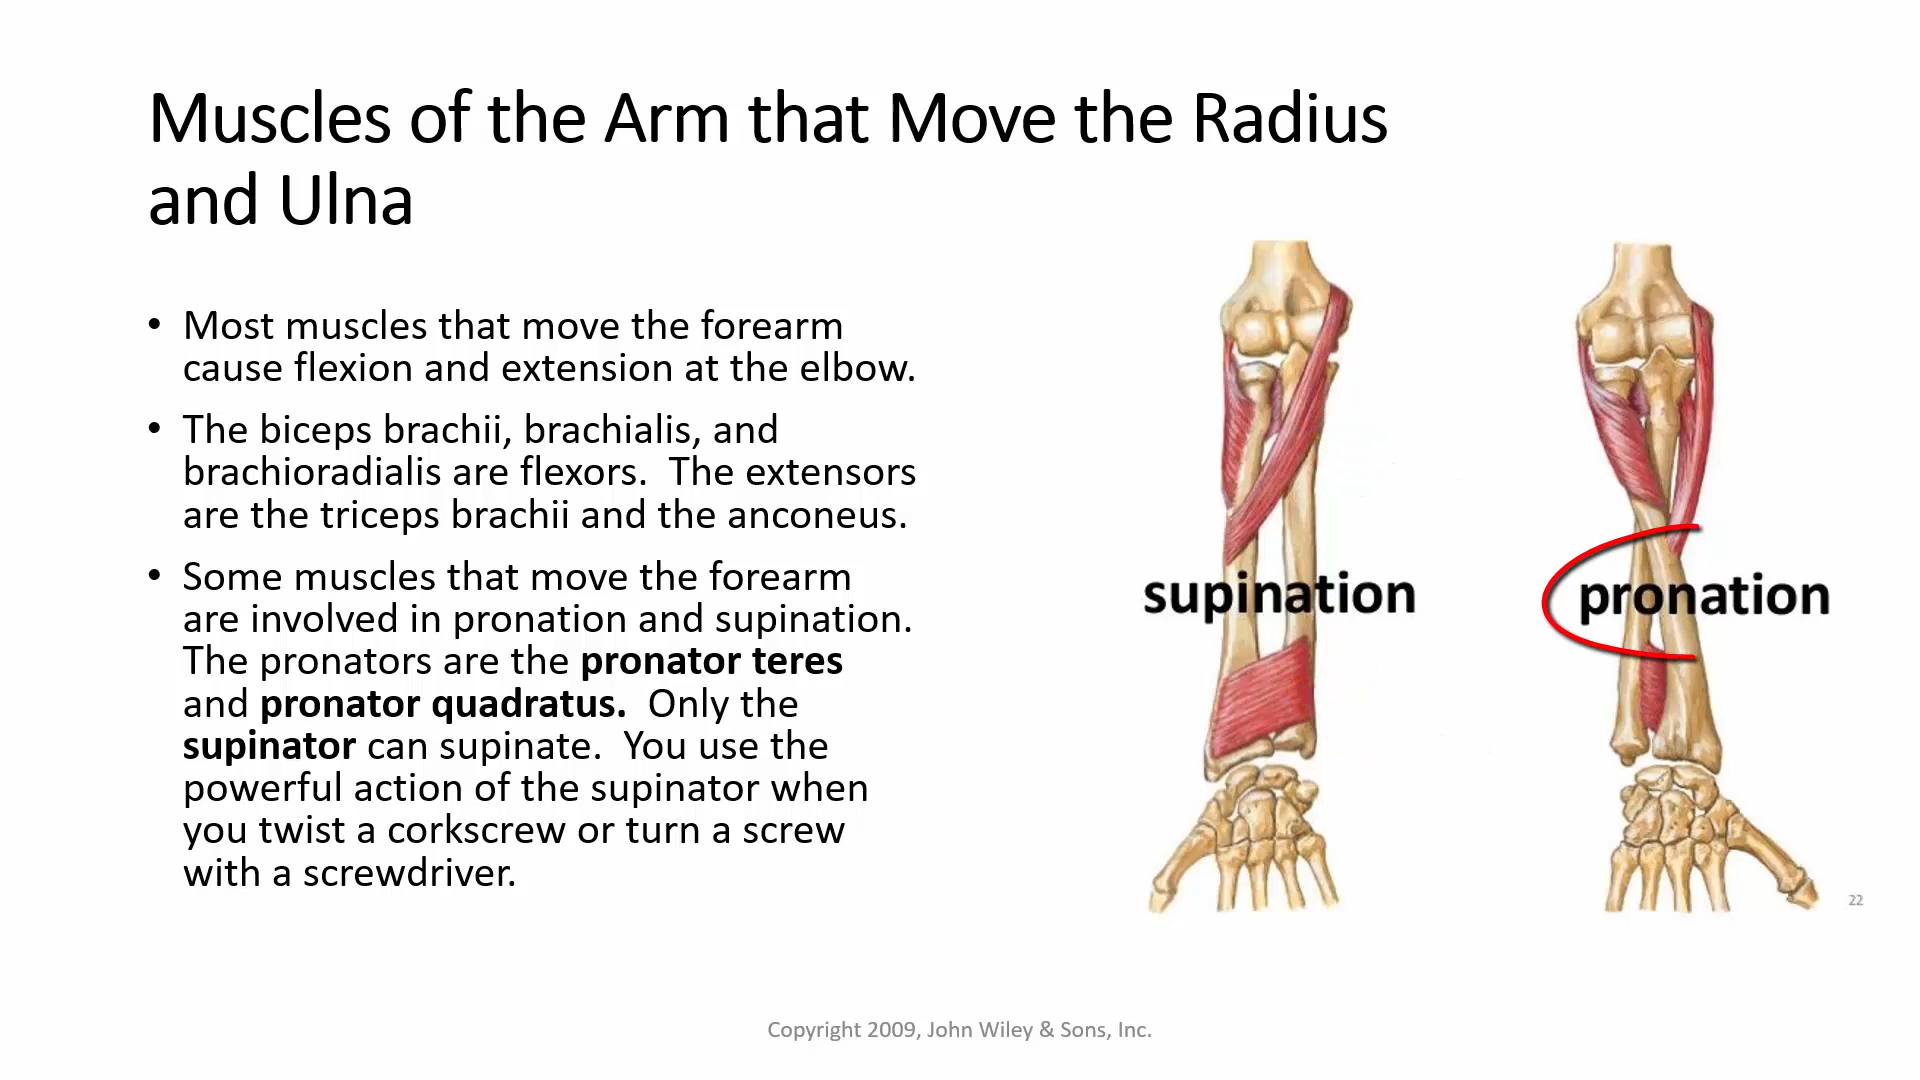 Muscles of the Arm that Move the Radius
and Ulna
• Most muscles that move the forearm
cause flexion and extension at the elbow.
• The biceps brachii, brachialis, and
brachioradialis are flexors.  The extensors
are the triceps brachii and the anconeus.
• Some muscles that move the forearm
are involved in pronation and supination.
The pronators are the pronator teres
and pronator quadratus.  Only the
supinator can supinate.  You use the
powerful action of the supinator when
you twist a corkscrew or turn a screw
with a screwdriver.
supination
pronation
22
Copyright 2009, John Wiley & Sons, Inc.